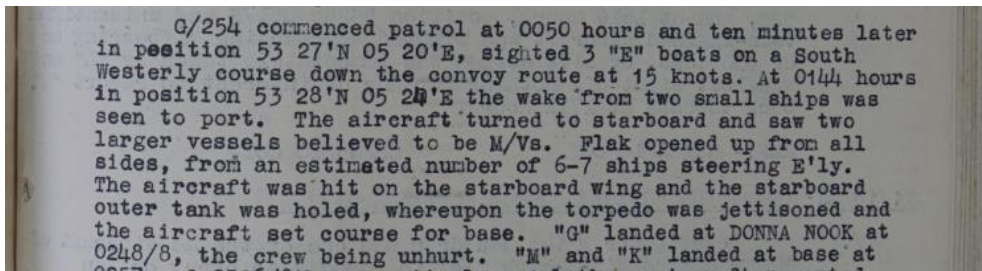 G/254 commenced patrol at 0050 hours and ten minutes later
in position 53 27'N 05 20'E, sighted 3 "E" boats on a South
Westerly course down the convoy route at 15 knots. At 0144 hours
in position 53 28'N 05 24'E the wake from two small ships was
seen to port. The aircraft turned to starboard and saw two
larger vessels believed to be M/Vs. Flak opened up from all
sides, from an estimated number of 6-7 ships steering E'ly.
The aircraft was hit on the starboard wing and the starboard
outer tank was holed, whereupon the torpedo was jettisoned and
the aircraft set course for base. "G" landed at DONNA NOOK at
0248/8, the crew being unhurt. "M" and "K" landed at base at